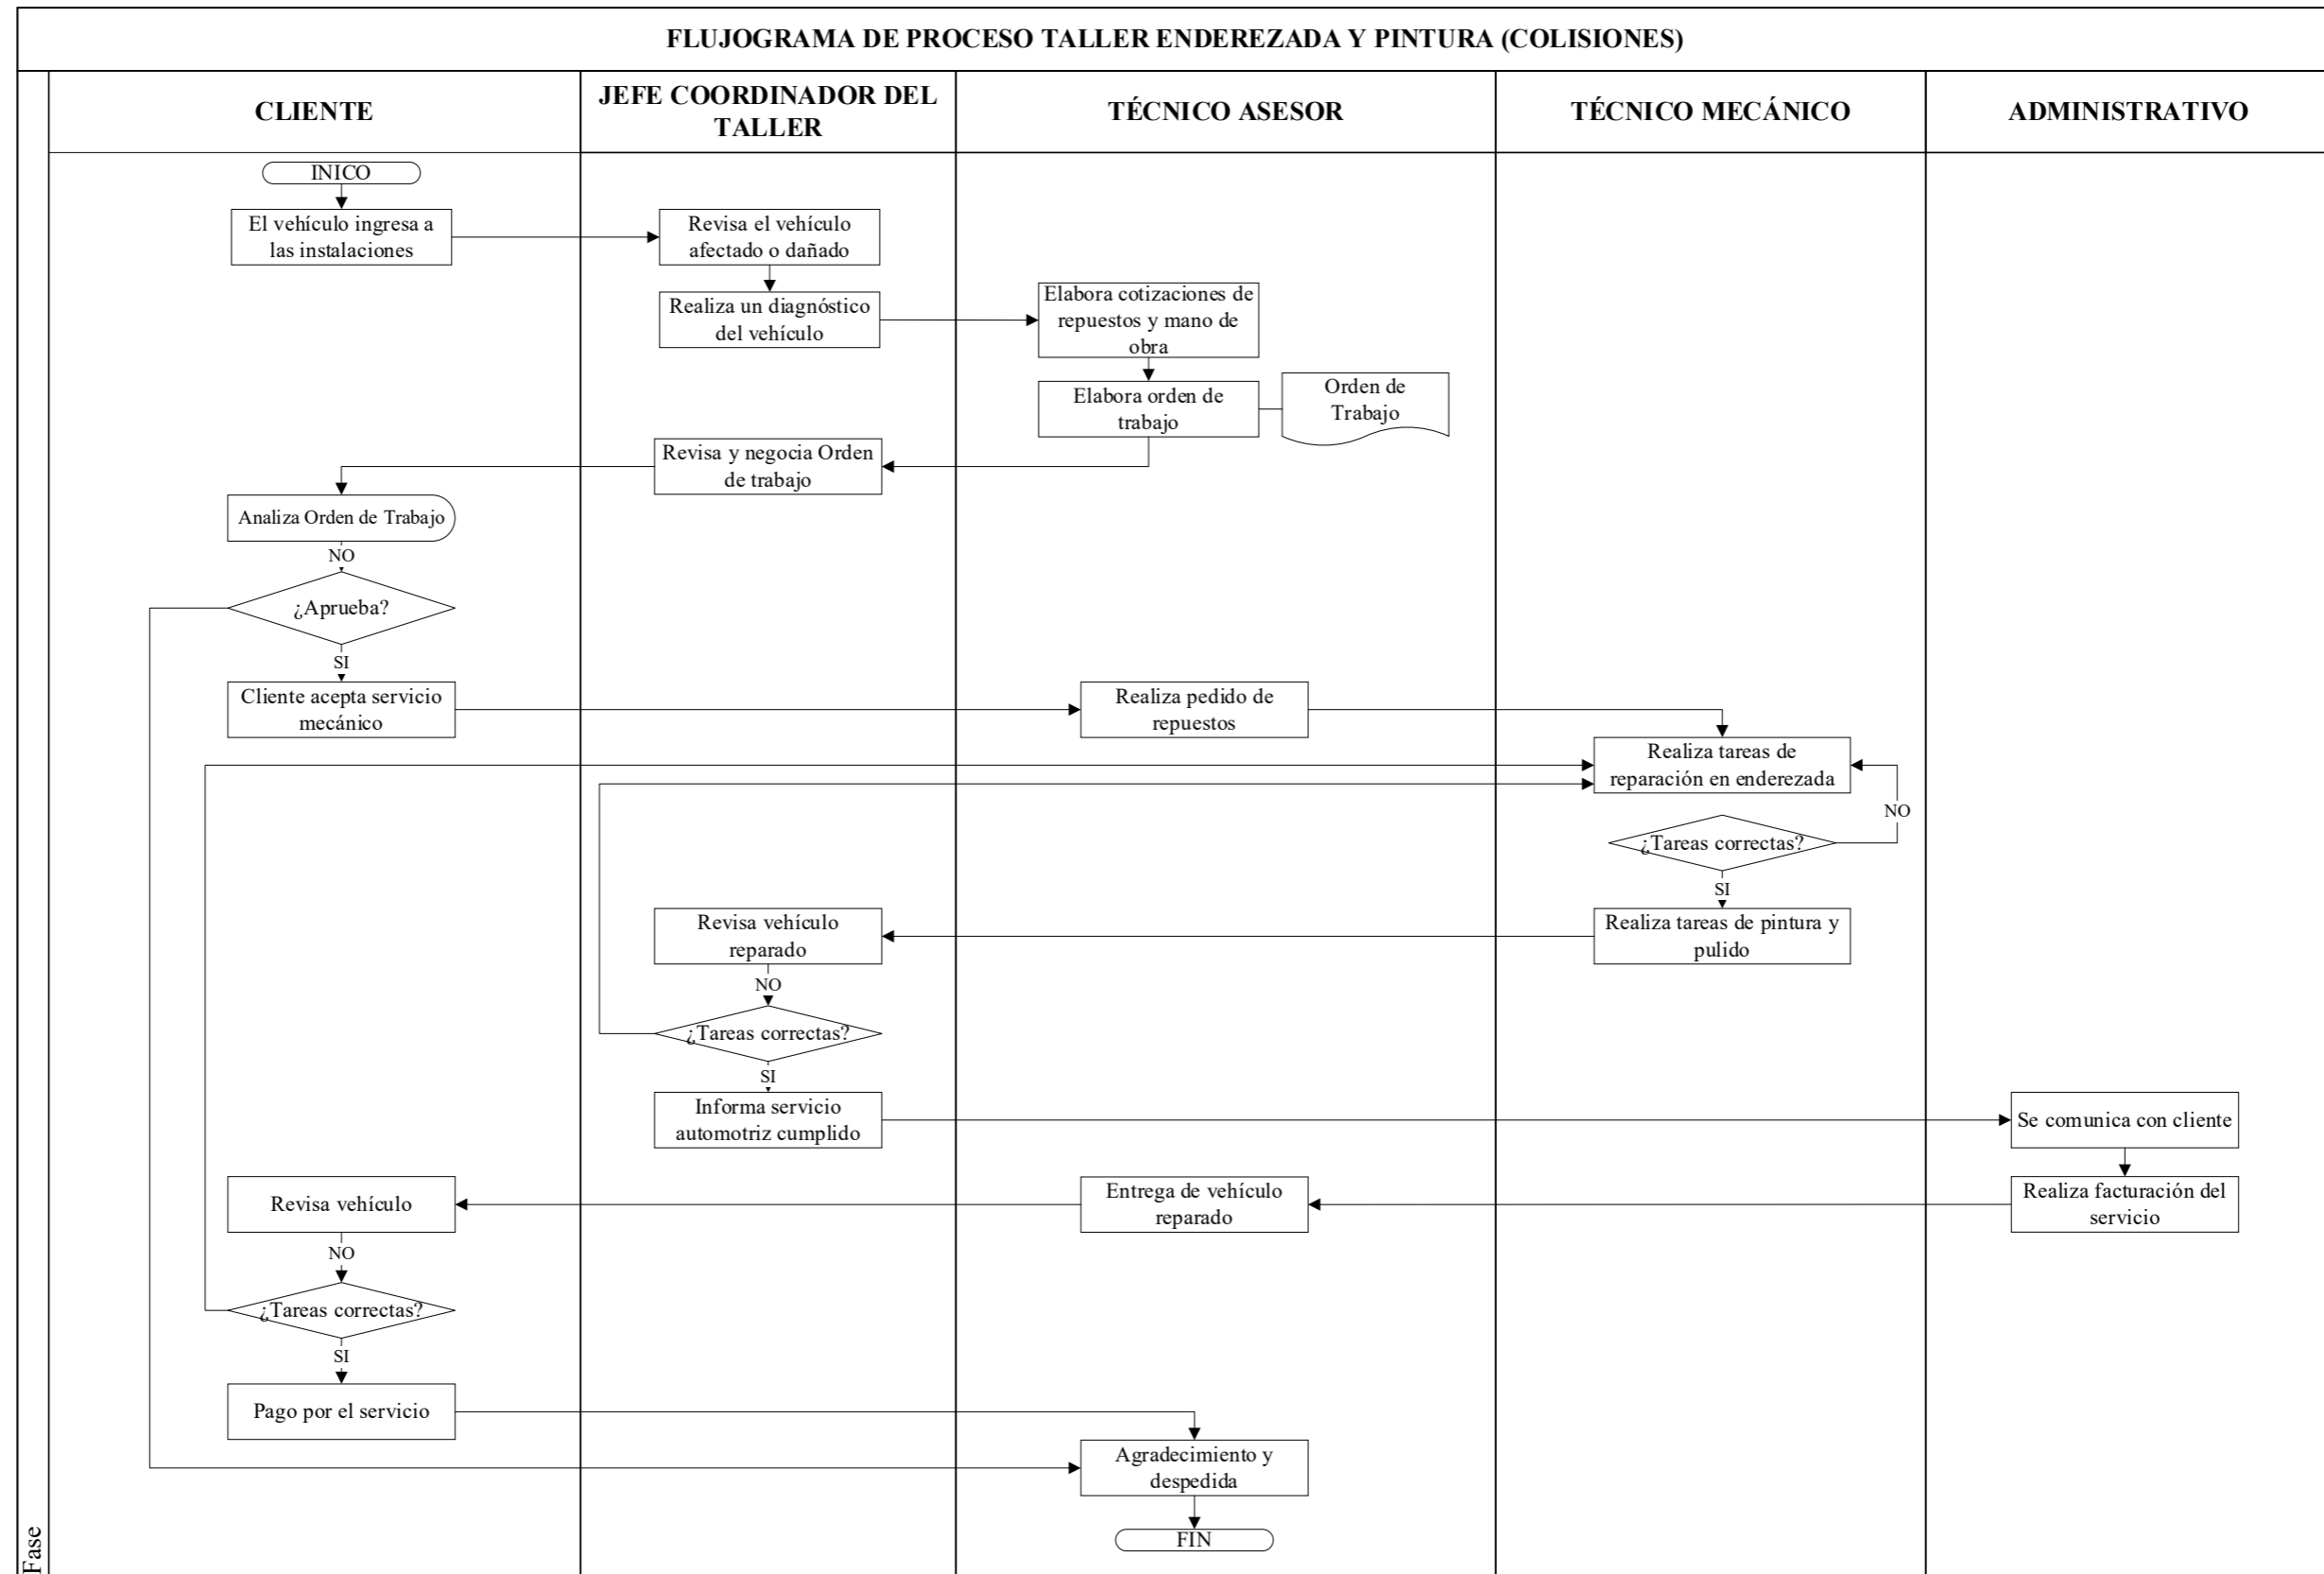 FLUJOGRAMA DE PROCESO TALLER ENDEREZADA Y PINTURA (COLISIONES)
CLIENTE
JEFE COORDINADOR DEL
TALLER
TÉCNICO ASESOR
TÉCNICO MECÁNICO
ADMINISTRATIVO
INICO
El vehículo ingresa a
las instalaciones
Revisa el vehículo
afectado o dañado
Realiza un diagnóstico
del vehículo
Elabora cotizaciones de
repuestos y mano de
obra
Elabora orden de
trabajo
Orden de
Trabajo
Revisa y negocia Orden
de trabajo
Analiza Orden de Trabajo
NO
¿Aprueba?
SI
Cliente acepta servicio
mecánico
Realiza pedido de
repuestos
Realiza tareas de
reparación en enderezada
NO
¿Tareas correctas?
SI
Realiza tareas de pintura y
pulido
Revisa vehículo
reparado
NO
¿Tareas correctas?
SI
Informa servicio
automotriz cumplido
Se comunica con cliente
Realiza facturación del
servicio
Entrega de vehículo
reparado
Revisa vehículo
NO
¿Tareas correctas?
SI
Pago por el servicio
Agradecimiento y
despedida
FIN
Fase